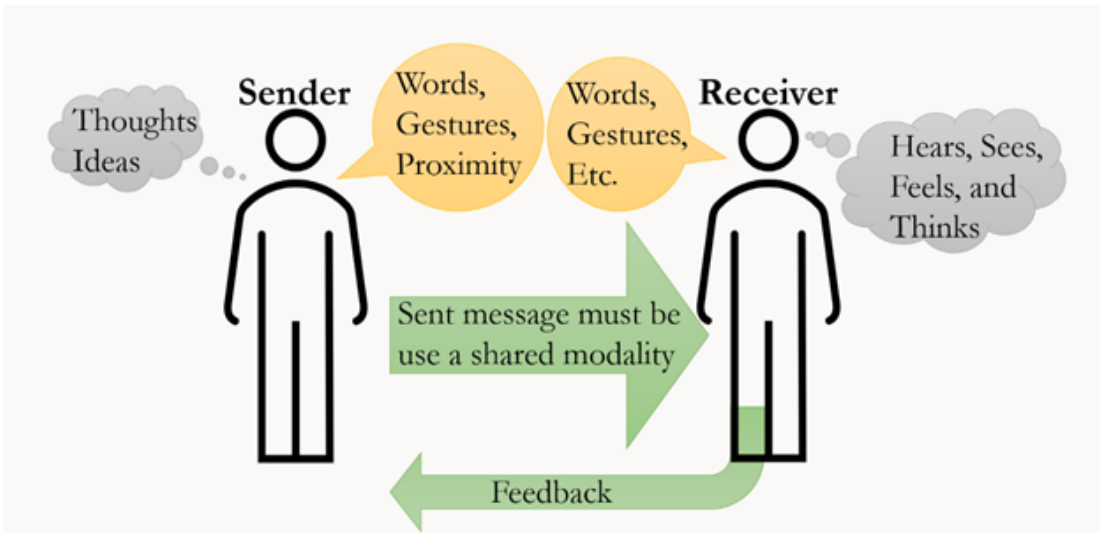 Thoughts
Ideas
Sender
Words,
Gestures,
Proximity
Words,
Gestures,
Etc.
Receiver
Hears, Sees,
Feels, and
Thinks
Sent message must be
use a shared modality
Feedback